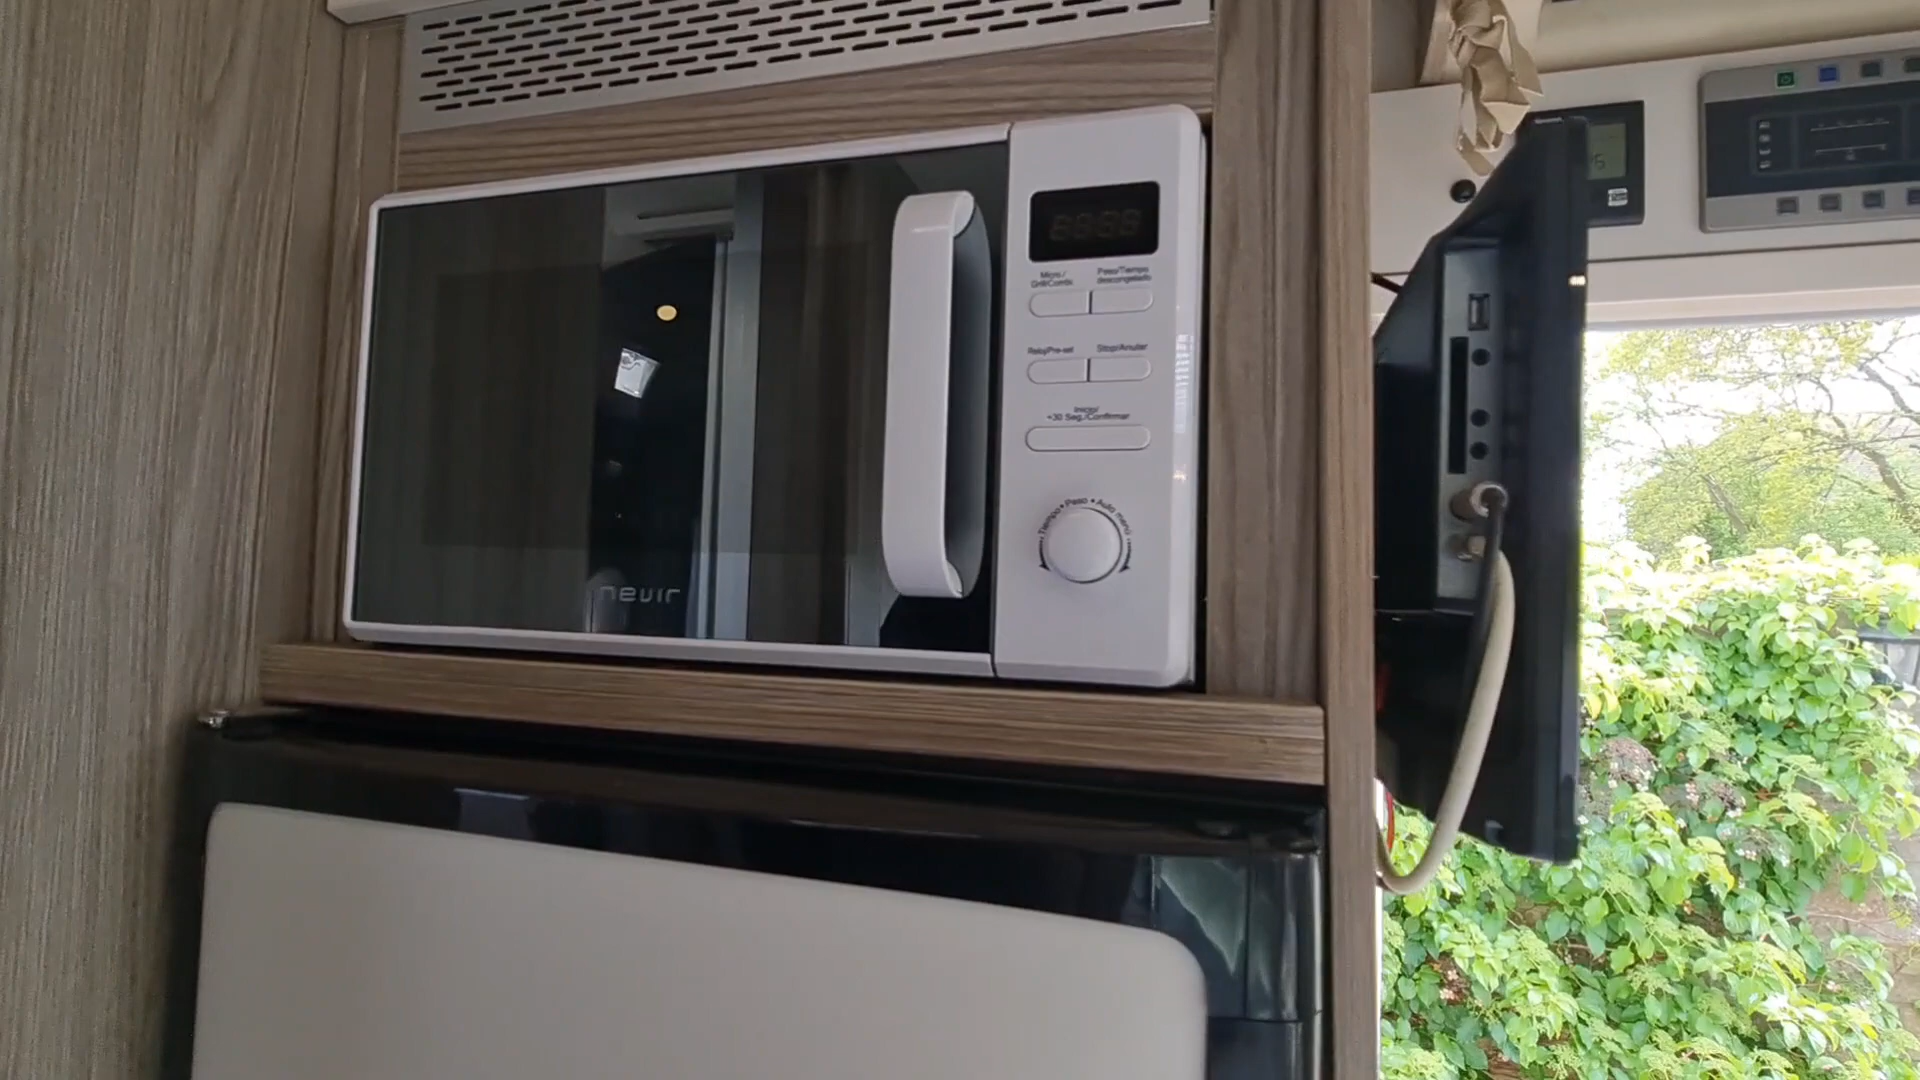 Micro./
Grill/Combi.
Peso/Tiempo
descongelado
Reloj/Pre-set
Stop/Anular
Inicio/
+30 Seg./Confirmar
Tiempo • Peso • Auto menú
nevir